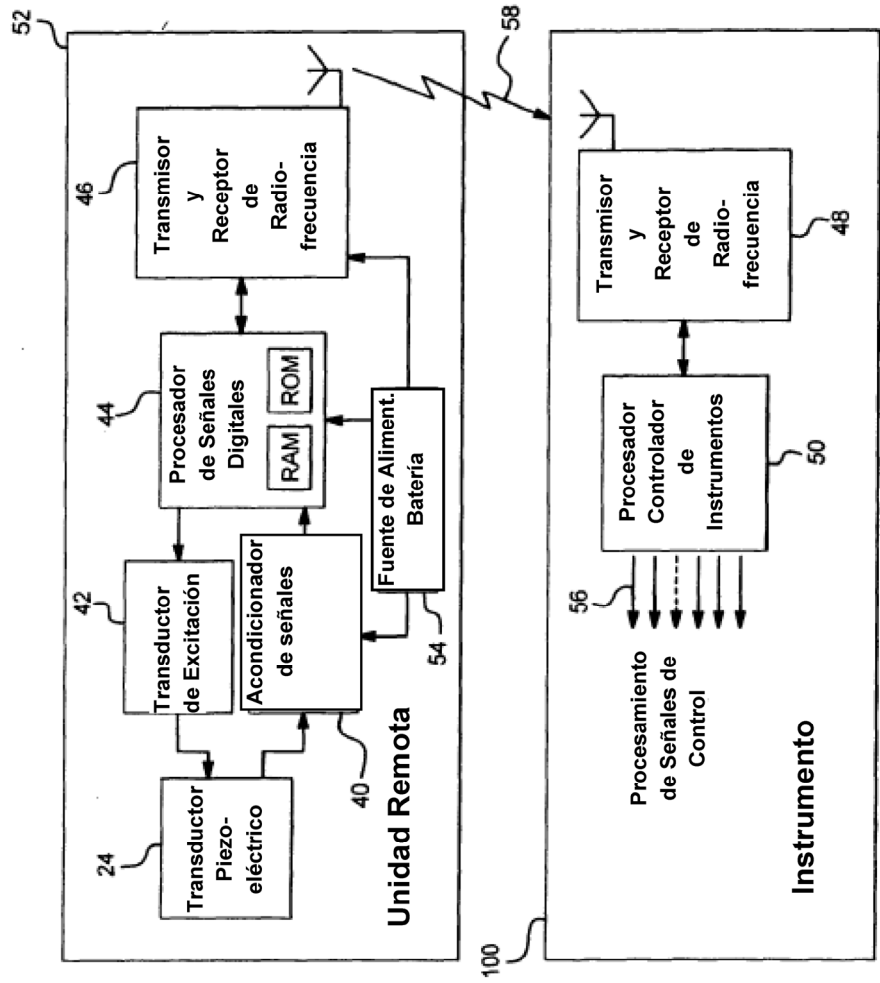 52
46
Transmisor
y
Receptor
de
Radio-
frecuencia
44
Procesador
de Señales
Digitales
RAM
ROM
42
Transductor
de Excitación
24
Transductor
Piezo-
eléctrico
Acondicionador
de señales
40
Fuente de Aliment.
Batería
54
Unidad Remota
58
100
Transmisor
y
Receptor
de
Radio-
frecuencia
48
Procesador
Controlador
de
Instrumentos
50
56
Procesamiento
de Señales de
Control
Instrumento